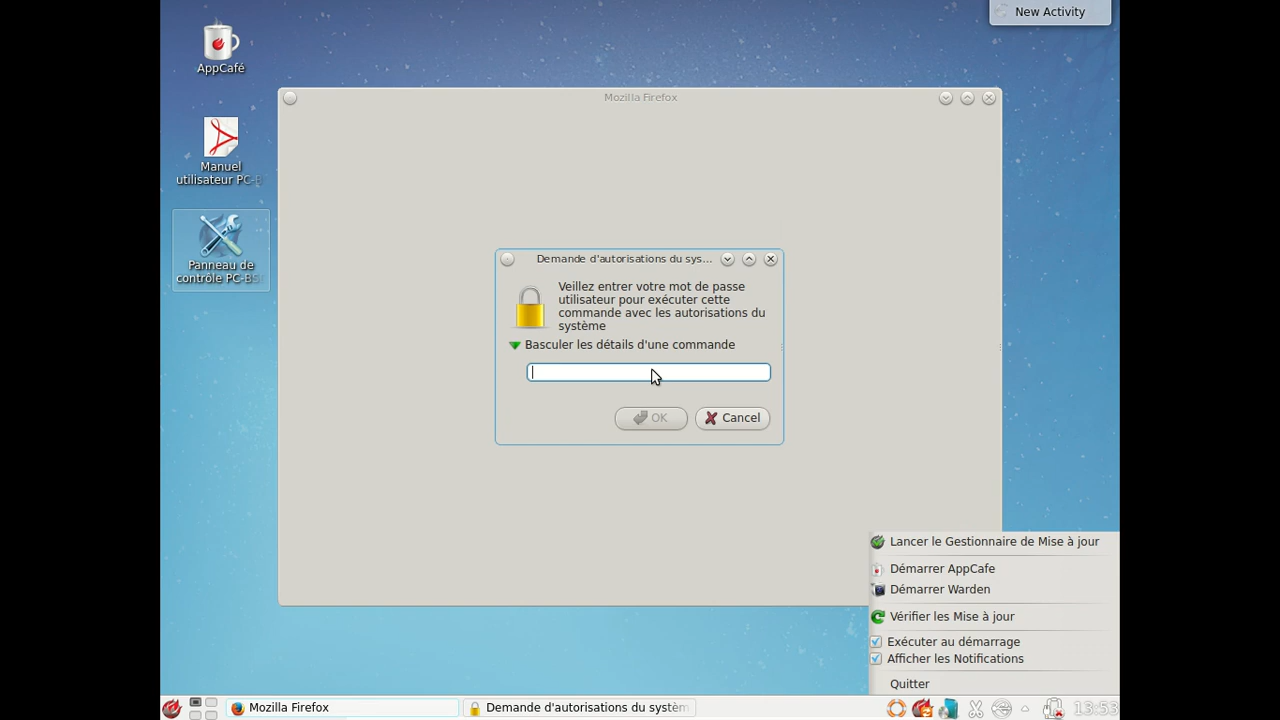 New Activity
AppCafé
Manuel
utilisateur PC-B
Panneau de
contrôle PC-BS
Mozilla Firefox
Demande d'autorisations du sys...
Veillez entrer votre mot de passe
utilisateur pour exécuter cette
commande avec les autorisations du
système
Basculer les détails d'une commande
OK
Cancel
Lancer le Gestionnaire de Mise à jour
Démarrer AppCafe
Démarrer Warden
Vérifier les Mise à jour
Exécuter au démarrage
Afficher les Notifications
Quitter
Mozilla Firefox
Demande d'autorisations du systèm
13:53